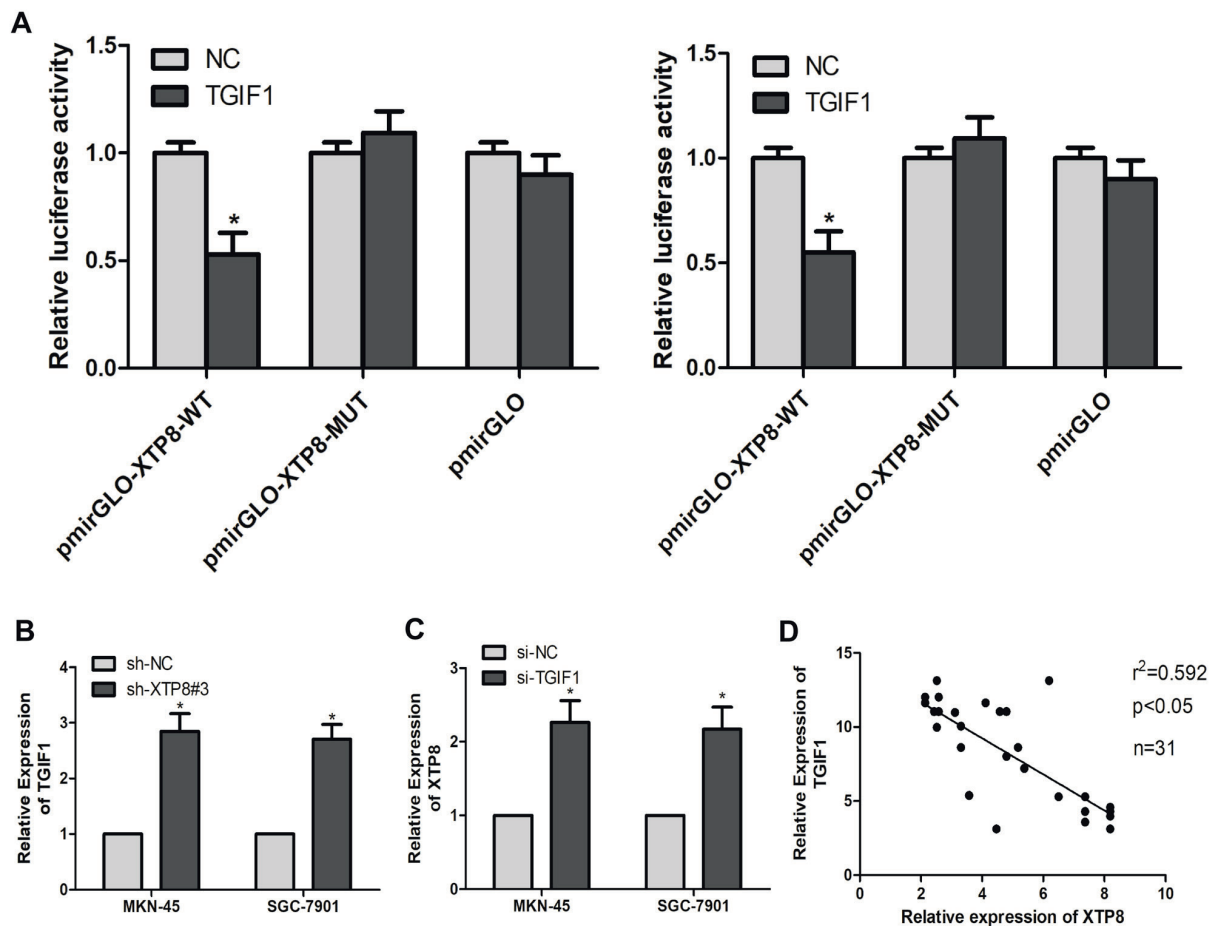 A
Relative luciferase activity
1.5
1.0
0.5
0.0
NC
TGIF1
*
pmirGLO-XTP8-WT
pmirGLO-XTP8-MUT
pmirGLO
Relative luciferase activity
1.5
1.0
0.5
0.0
NC
TGIF1
*
pmirGLO-XTP8-WT
pmirGLO-XTP8-MUT
pmirGLO
B
Relative Expression
of TGIF1
4
3
2
1
0
sh-NC
sh-XTP8#3
*
*
MKN-45
SGC-7901
C
Relative Expression
of XTP8
3
2
1
0
si-NC
si-TGIF1
*
*
MKN-45
SGC-7901
D
Relative Expression of
TGIF1
15
10
5
0
r²=0.592
p<0.05
n=31
0
2
4
6
8
10
Relative expression of XTP8